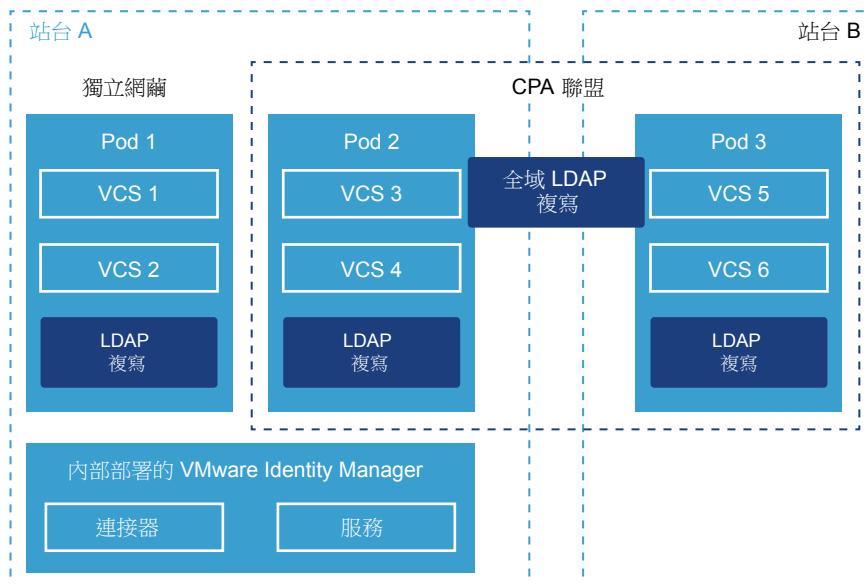 站台 A
站台 B
獨立網繭
CPA 聯盟
Pod 1
VCS 1
VCS 2
LDAP
複寫
Pod 2
VCS 3
VCS 4
LDAP
複寫
全域 LDAP
複寫
Pod 3
VCS 5
VCS 6
LDAP
複寫
內部部署的 VMware Identity Manager
連接器
服務